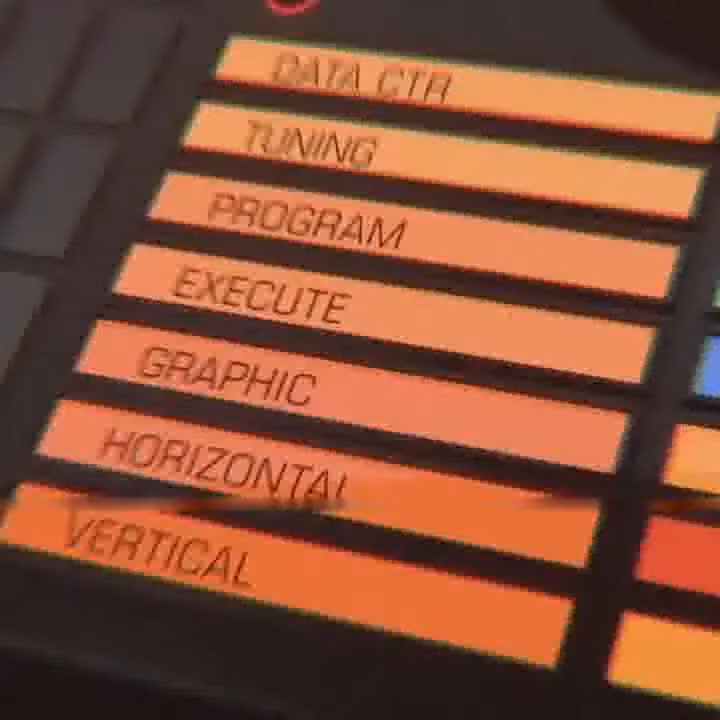 DATA CTR
TUNING
PROGRAM
EXECUTE
GRAPHIC
HORIZONTAL
VERTICAL